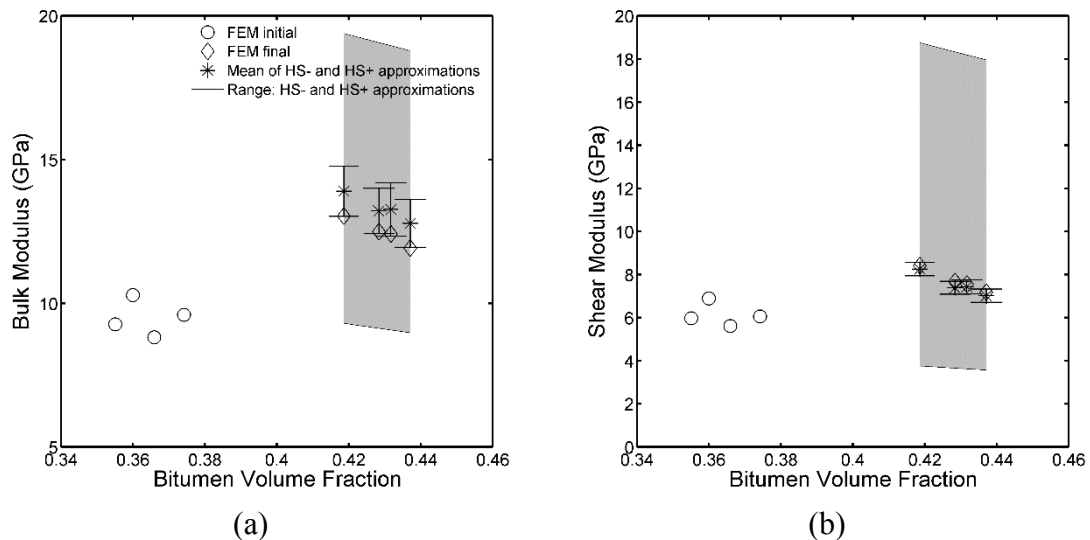 20
15
10
5
Bulk Modulus (GPa)
FEM initial
FEM final
Mean of HS- and HS+ approximations
Range: HS- and HS+ approximations
0.34 0.36 0.38 0.4 0.42 0.44 0.46
Bitumen Volume Fraction
(a)
20
18
16
14
12
10
8
6
4
2
0
Shear Modulus (GPa)
0.34 0.36 0.38 0.4 0.42 0.44 0.46
Bitumen Volume Fraction
(b)